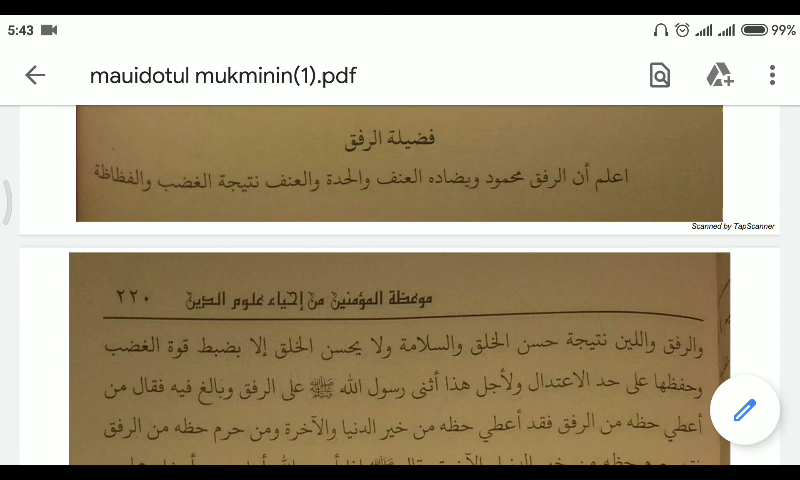 5:43
99%
mauidotul mukminin(1).pdf
فضيلة الرفق
اعلم أن الرفق محمود ويضاده العنف والحدة والعنف نتيجة الغضب والفظاظة
Scanned by TapScanner
موعظة المؤمنين من إحياء علوم الدين ٢٢٠
والرفق واللين نتيجة حسن الخلق والسلامة ولا يحسن الخلق إلا بضبط قوة الغضب
وحفظها على حد الاعتدال ولأجل هذا أثنى رسول الله ﷺ على الرفق وبالغ فيه فقال من
أعطي حظه من الرفق فقد أعطي حظه من خير الدنيا والآخرة ومن حرم حظه من الرفق